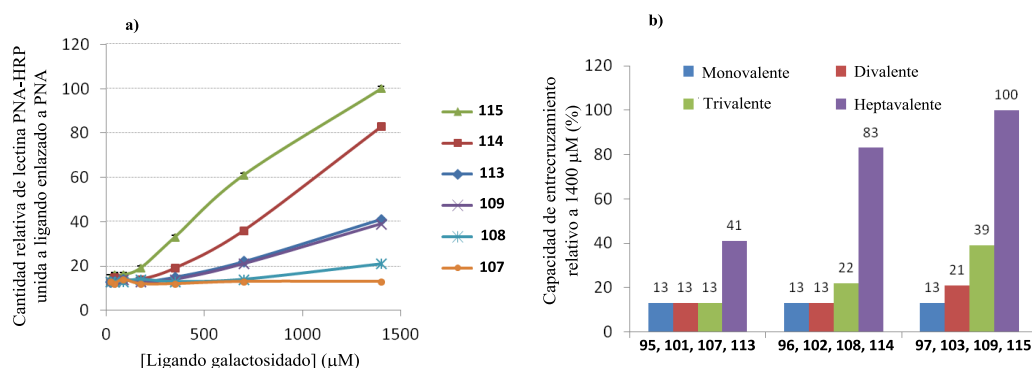 a)
Cantidad relativa de lectina PNA-HRP
unida a ligando enlazado a PNA
120
100
80
60
40
20
0
0
500
1000
1500
[Ligando galactosidado] (µM)
115
114
113
109
108
107
b)
Capacidad de entrecruzamiento
relativo a 1400 µM (%)
120
100
80
60
40
20
0
Monovalente
Divalente
Trivalente
Heptavalente
13
13
13
41
13
13
22
83
13
21
39
100
95, 101, 107, 113
96, 102, 108, 114
97, 103, 109, 115